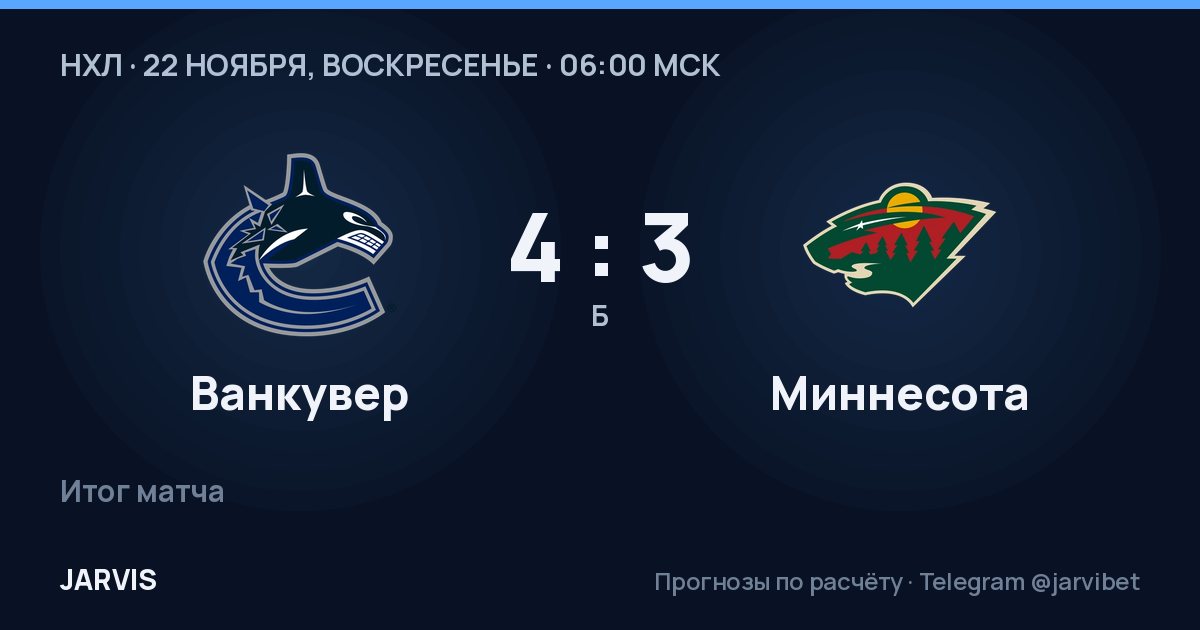 НХЛ · 22 НОЯБРЯ, ВОСКРЕСЕНЬЕ · 06:00 МСК
4 : 3
Б
Ванкувер
Миннесота
Итог матча
JARVIS
Прогнозы по расчёту · Telegram @jarvibet